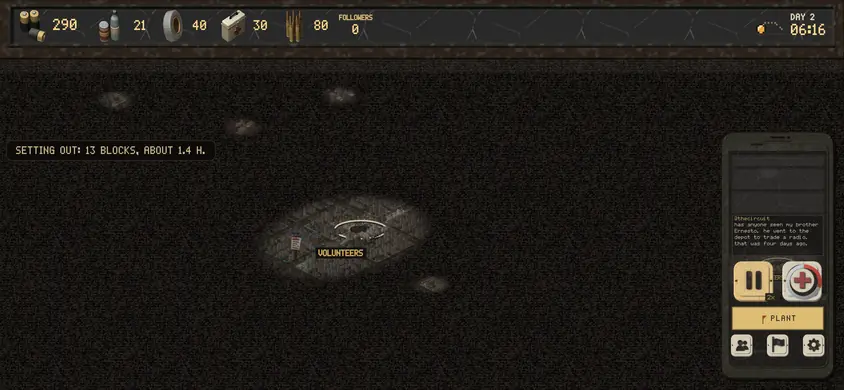 290
21
40
30
80
FOLLOWERS
0
DAY 2
06:16
SETTING OUT: 13 BLOCKS, ABOUT 1.4 H.
VOLUNTEERS
@thecircuit
has anyone seen my brother
Ernesto, he went to the
depot to trade a radio,
that was four days ago.
2x
PLANT